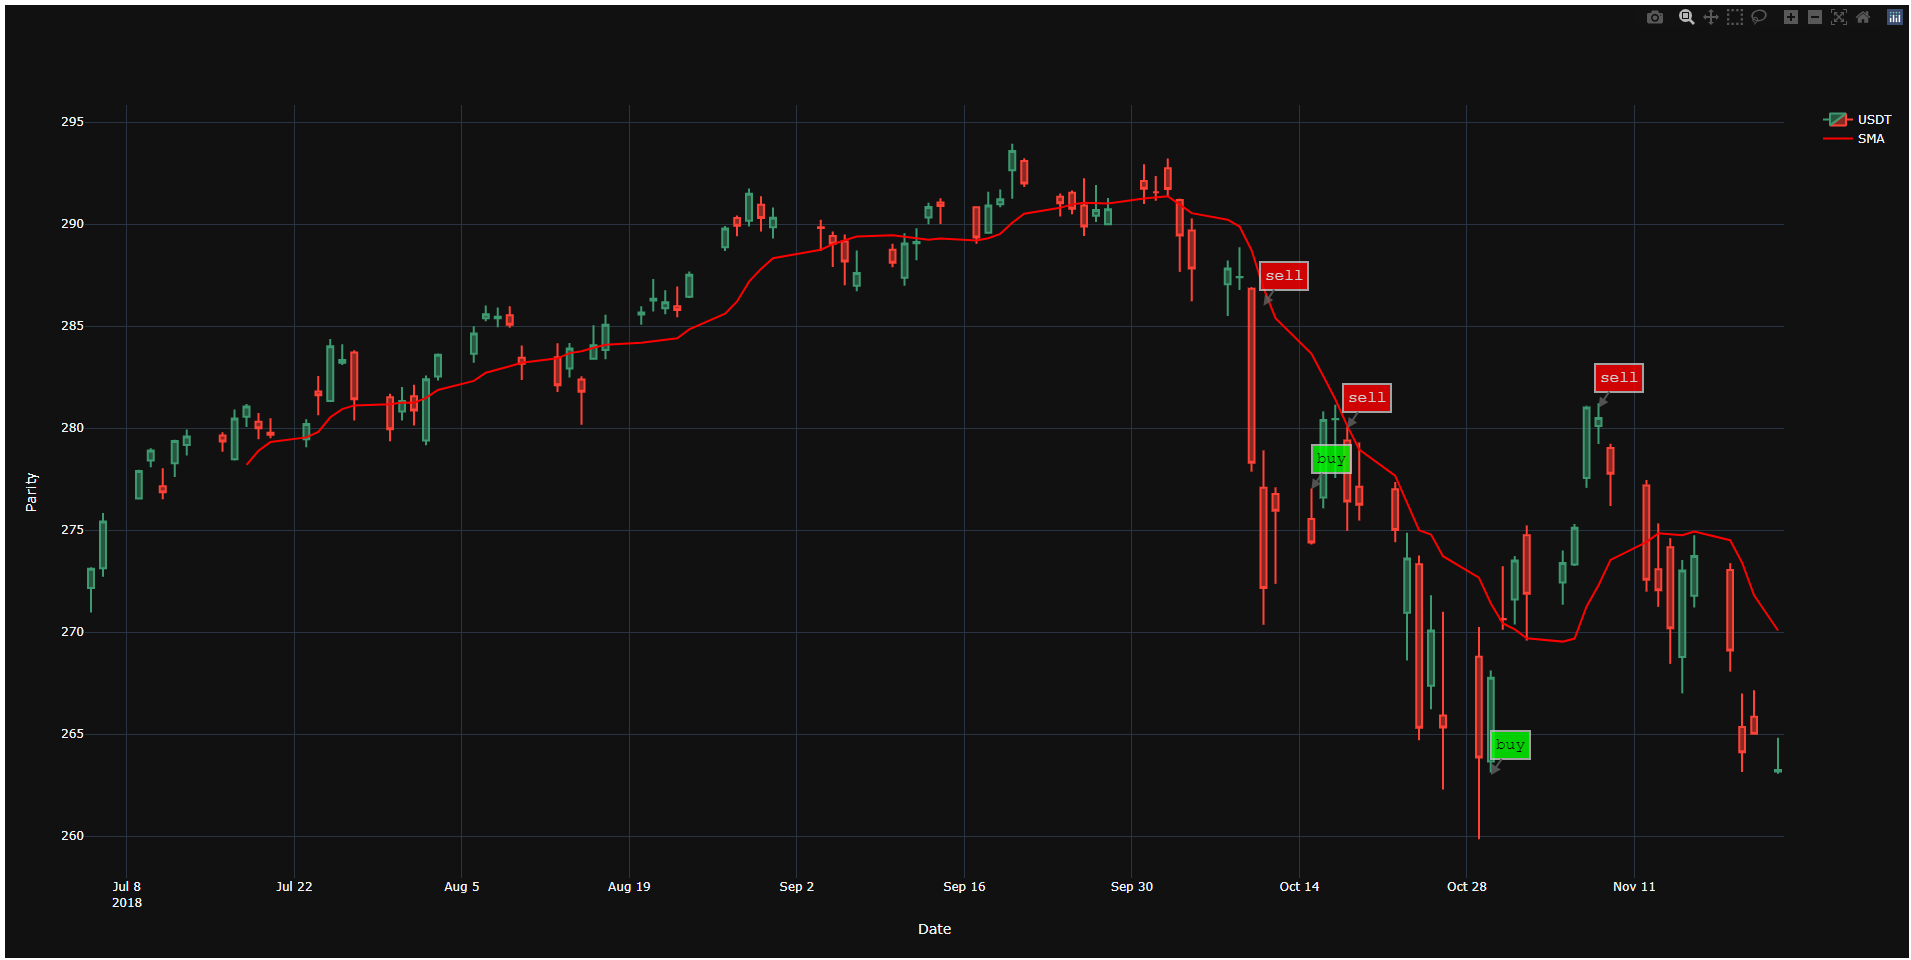 295
290
285
280
275
270
265
260
Parity
Jul 8
2018
Jul 22
Aug 5
Aug 19
Sep 2
Sep 16
Sep 30
Oct 14
Oct 28
Nov 11
Date
USDT
SMA
sell
sell
buy
sell
buy